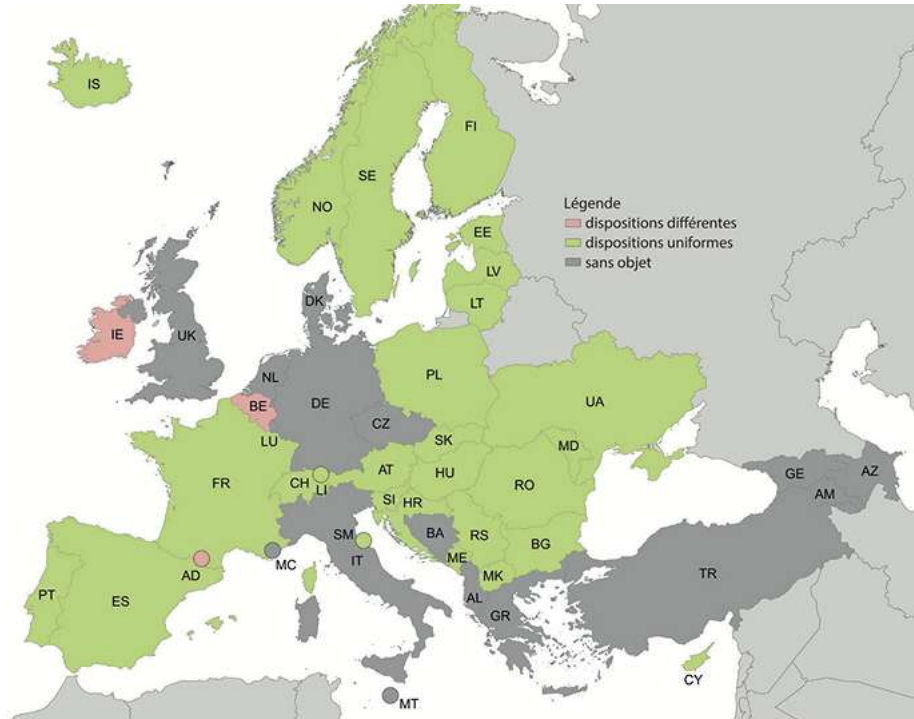 IS
FI
SE
NO
Légende
dispositions différentes
dispositions uniformes
sans objet
EE
LV
LT
DK
IE
UK
NL
PL
BE
DE
UA
CZ
LU
SK
MD
FR
CH
LI
AT
HU
RO
GE
AZ
AM
SI
HR
SM
BA
RS
BG
IT
ME
MC
AD
MK
TR
PT
ES
AL
GR
CY
MT